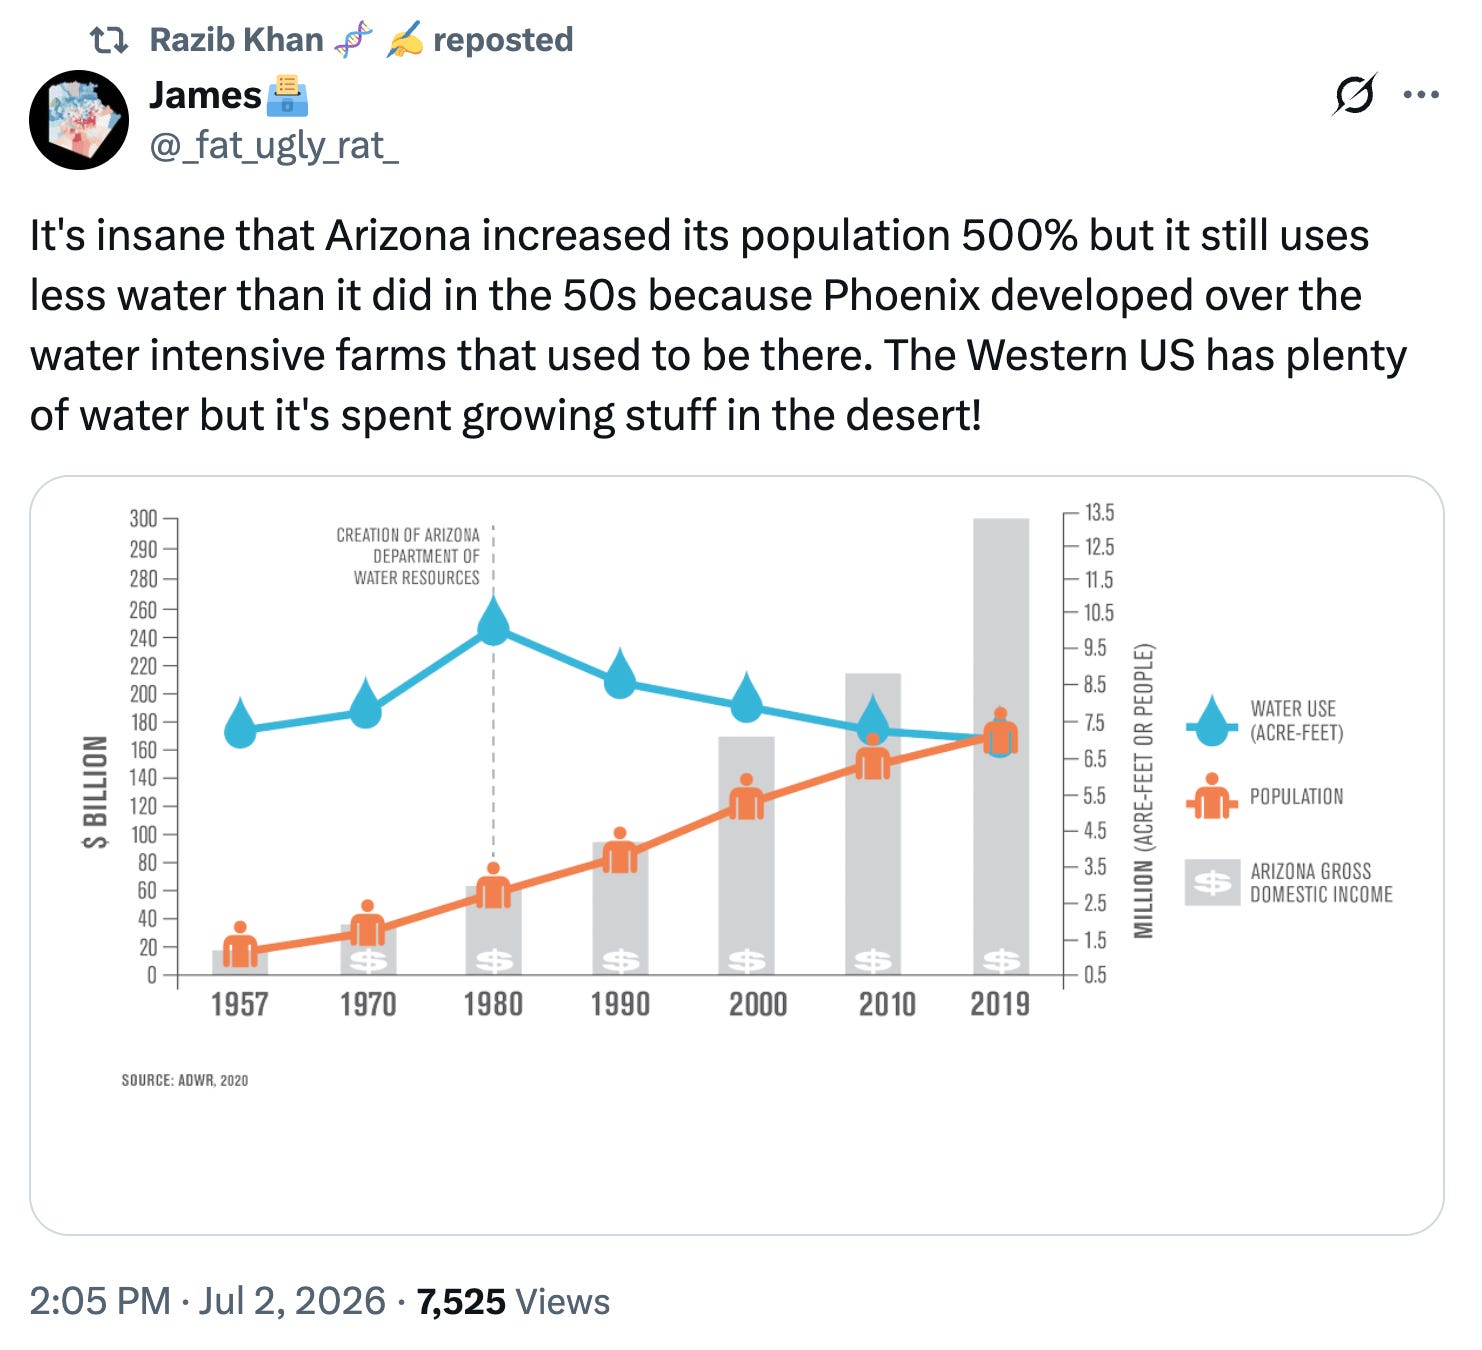 Razib Khan 🧬 ✍️ reposted
James🗳️
@_fat_ugly_rat_
It's insane that Arizona increased its population 500% but it still uses
less water than it did in the 50s because Phoenix developed over the
water intensive farms that used to be there. The Western US has plenty
of water but it's spent growing stuff in the desert!
CREATION OF ARIZONA
DEPARTMENT OF
WATER RESOURCES
$ BILLION
300
290
280
260
240
220
200
180
160
140
120
100
80
60
40
20
0
13.5
12.5
11.5
10.5
9.5
8.5
7.5
6.5
5.5
4.5
3.5
2.5
1.5
0.5
MILLION (ACRE-FEET OR PEOPLE)
WATER USE
(ACRE-FEET)
POPULATION
$ ARIZONA GROSS
DOMESTIC INCOME
$ $ $ $ $ $
1957 1970 1980 1990 2000 2010 2019
SOURCE: ADWR, 2020
2:05 PM · Jul 2, 2026 · 7,525 Views